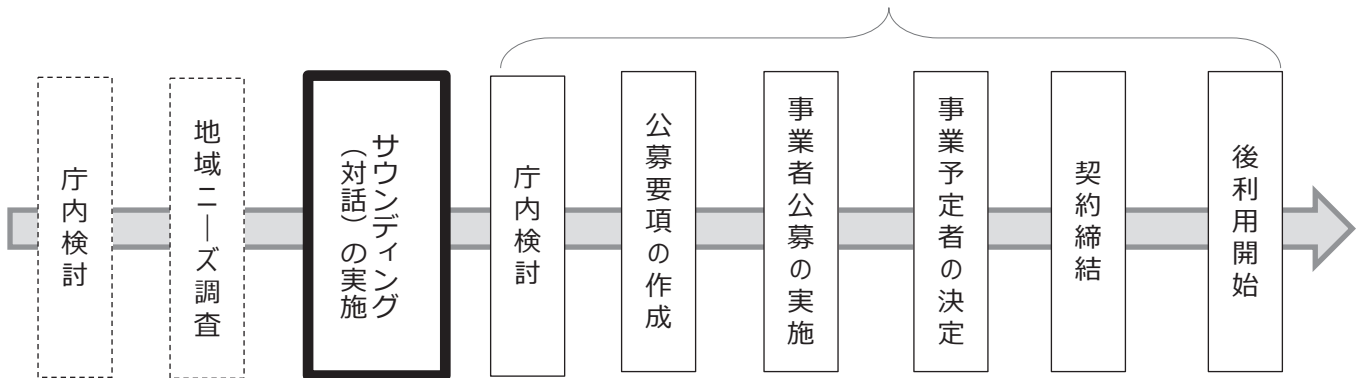 庁内検討
地域ニーズ調査
サウンディング
（対話）の実施
庁内検討
公募要項の作成
事業者公募の実施
事業予定者の決定
契約締結
後利用開始